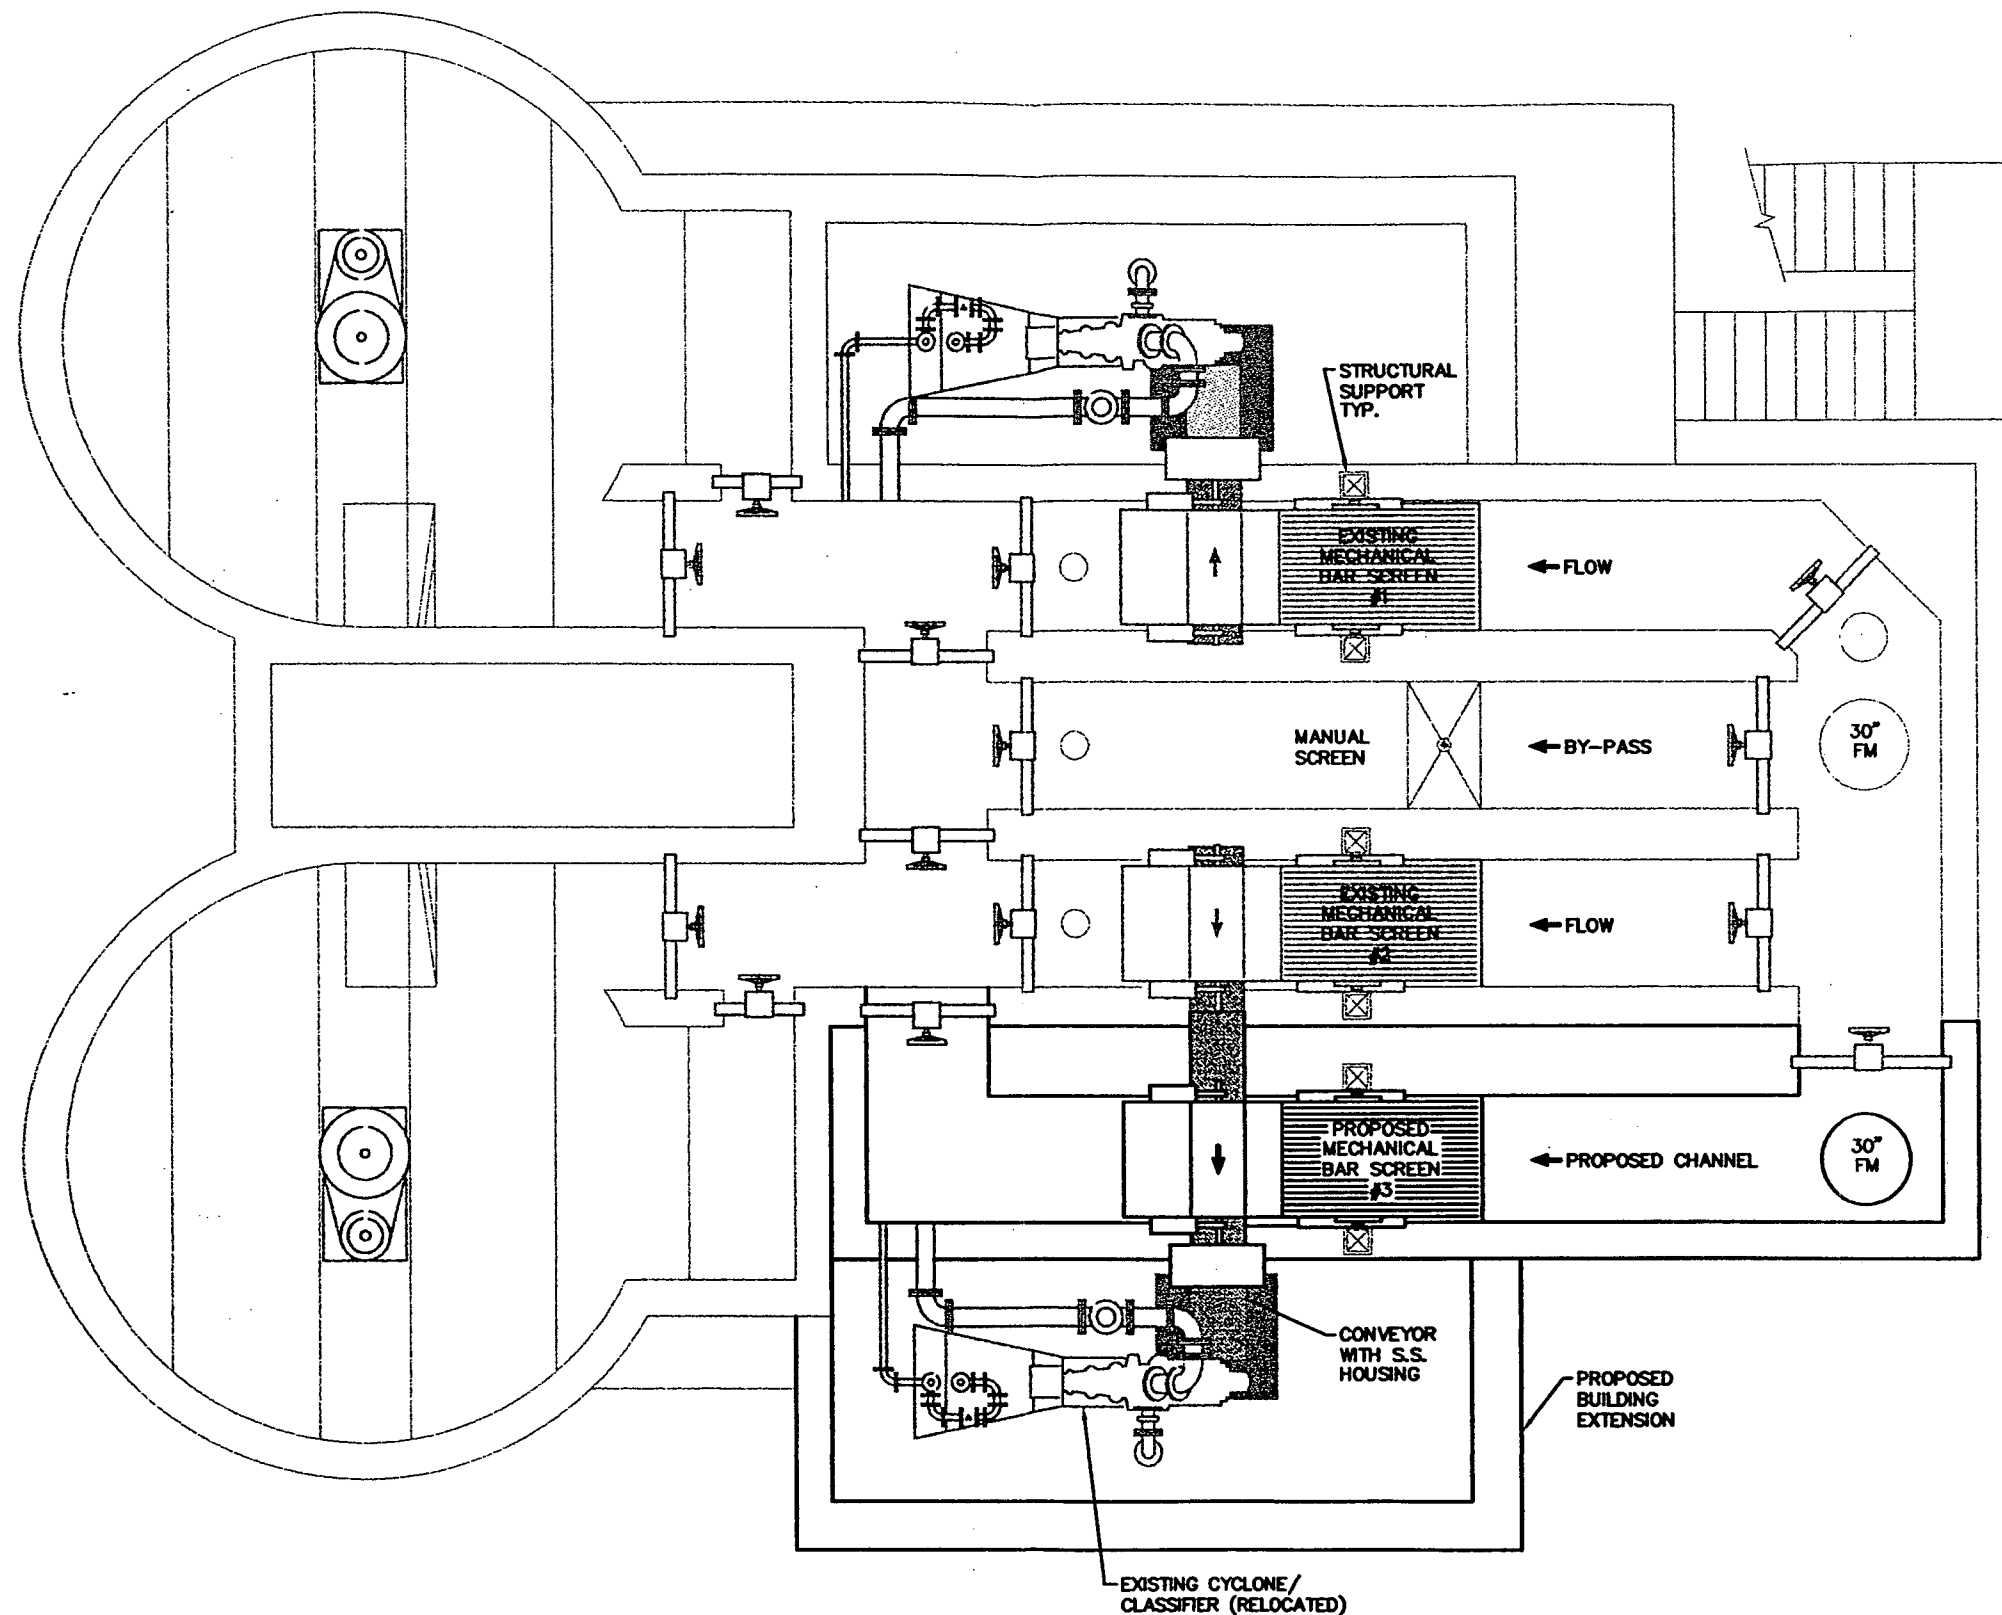 STRUCTURAL
SUPPORT
TYP.
EXISTING
MECHANICAL
BAR SCREEN
#1
FLOW
MANUAL
SCREEN
BY-PASS
30"
FM
EXISTING
MECHANICAL
BAR SCREEN
#2
FLOW
PROPOSED
MECHANICAL
BAR SCREEN
#3
PROPOSED CHANNEL
30"
FM
CONVEYOR
WITH S.S.
HOUSING
PROPOSED
BUILDING
EXTENSION
EXISTING CYCLONE/
CLASSIFIER (RELOCATED)